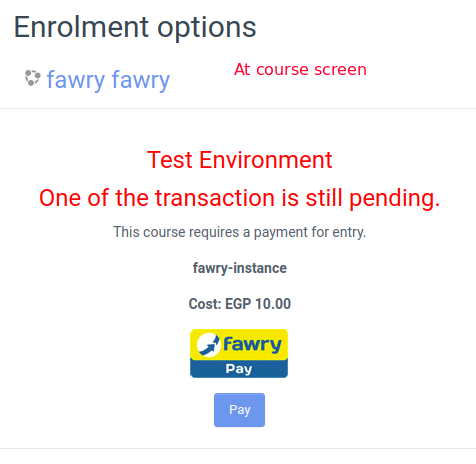 Enrolment options
fawry fawry
At course screen
Test Environment
One of the transaction is still pending.
This course requires a payment for entry.
fawry-instance
Cost: EGP 10.00
fawry
Pay
Pay